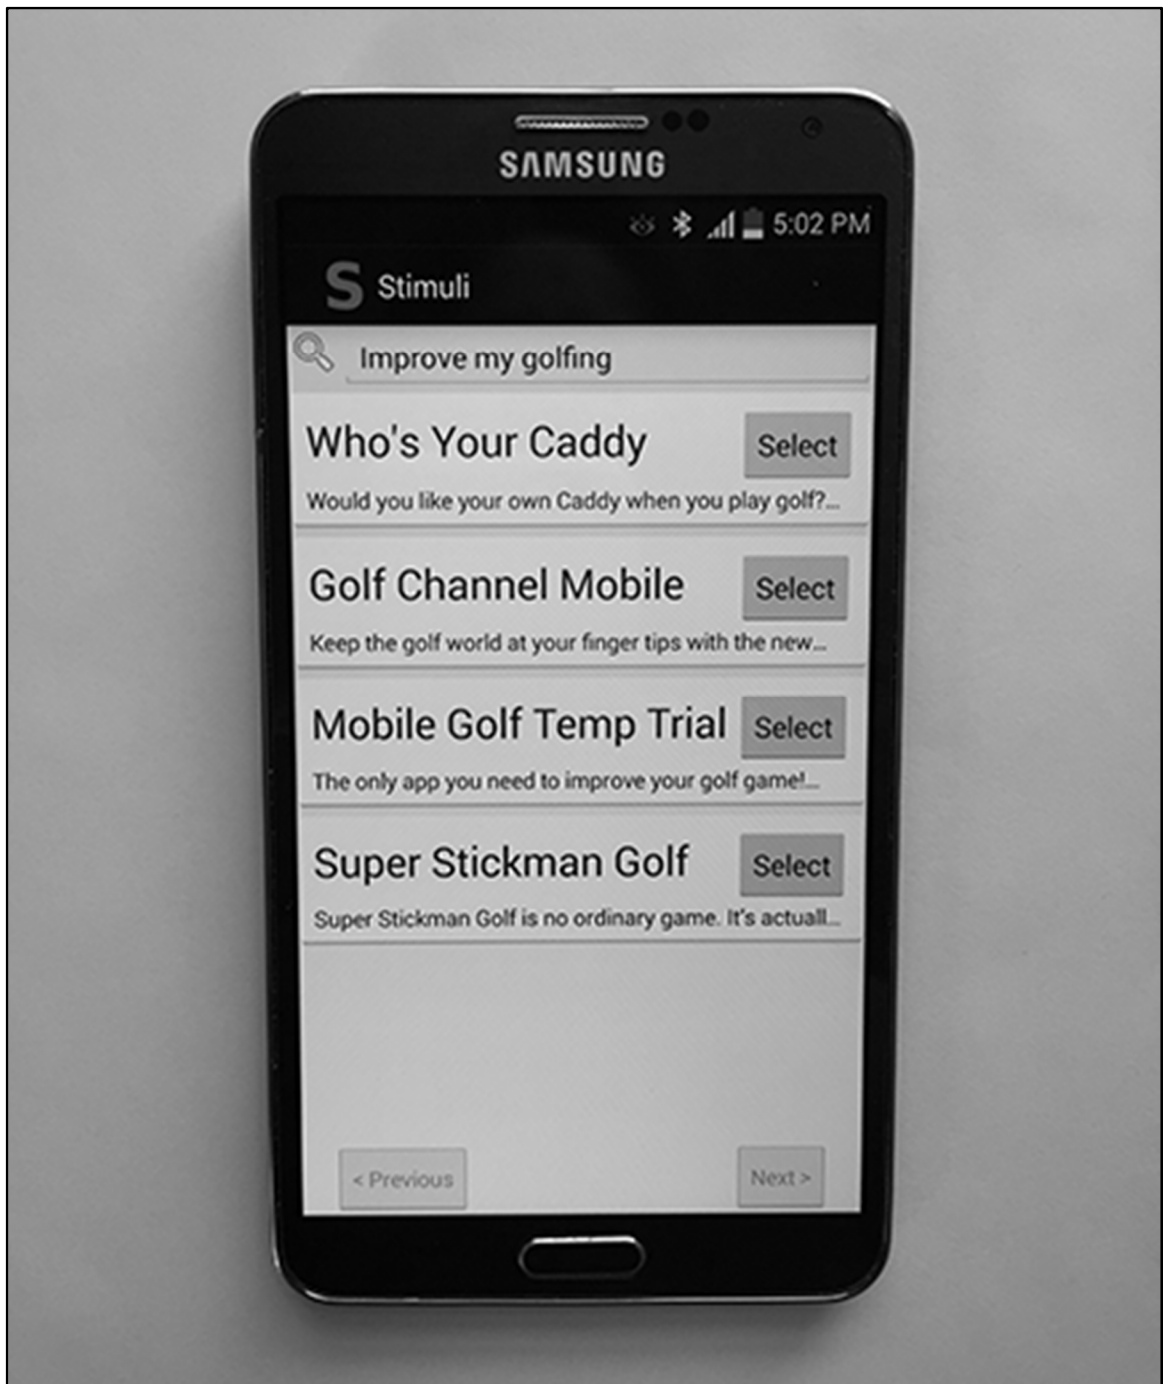 SAMSUNG
5:02 PM
S Stimuli
Improve my golfing
Who's Your Caddy Select
Would you like your own Caddy when you play golf?...
Golf Channel Mobile Select
Keep the golf world at your finger tips with the new...
Mobile Golf Temp Trial Select
The only app you need to improve your golf game!...
Super Stickman Golf Select
Super Stickman Golf is no ordinary game. It's actuall...
< Previous Next >